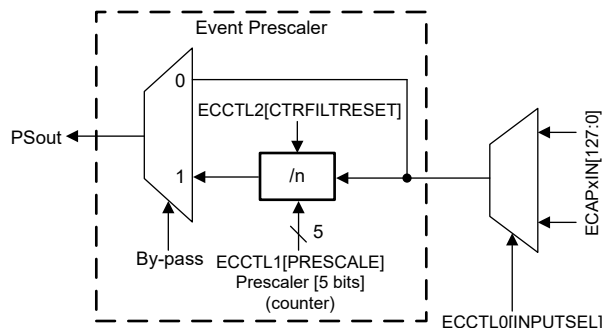 Event Prescaler
0
ECCTL2[CTRFILTRESET]
PSout
/n
1
5
By-pass
ECCTL1[PRESCALE]
Prescaler [5 bits]
(counter)
ECAPxIN[127:0]
ECCTL0[INPUTSEL]